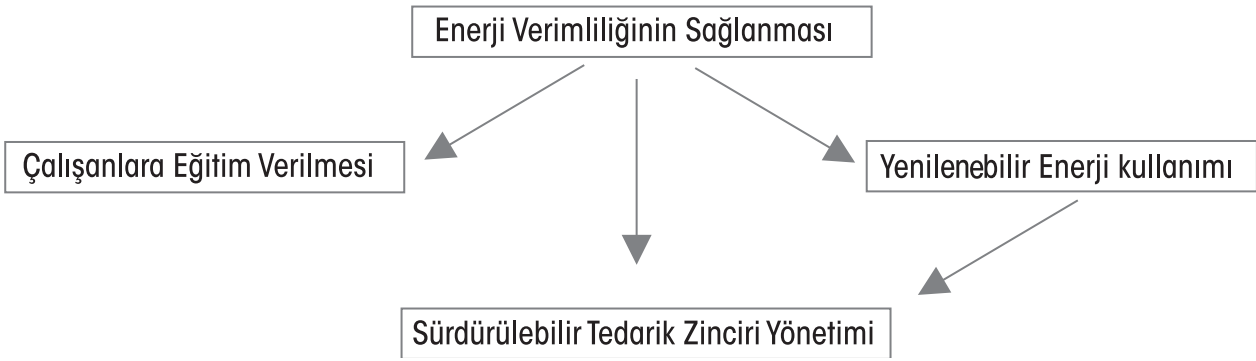 Enerji Verimliliğinin Sağlanması
Çalışanlara Eğitim Verilmesi
Yenilenebilir Enerji kullanımı
Sürdürülebilir Tedarik Zinciri Yönetimi